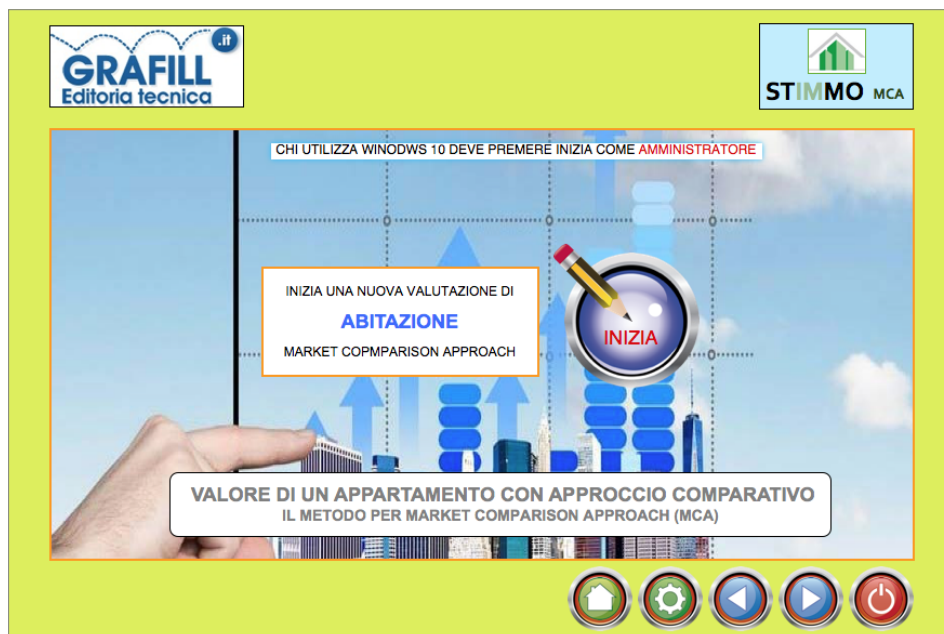 .it
GRAFILL
Editoria tecnica
STIMMO MCA
CHI UTILIZZA WINODWS 10 DEVE PREMERE INIZIA COME AMMINISTRATORE
INIZIA UNA NUOVA VALUTAZIONE DI
ABITAZIONE
MARKET COPMPARISON APPROACH
INIZIA
VALORE DI UN APPARTAMENTO CON APPROCCIO COMPARATIVO
IL METODO PER MARKET COMPARISON APPROACH (MCA)